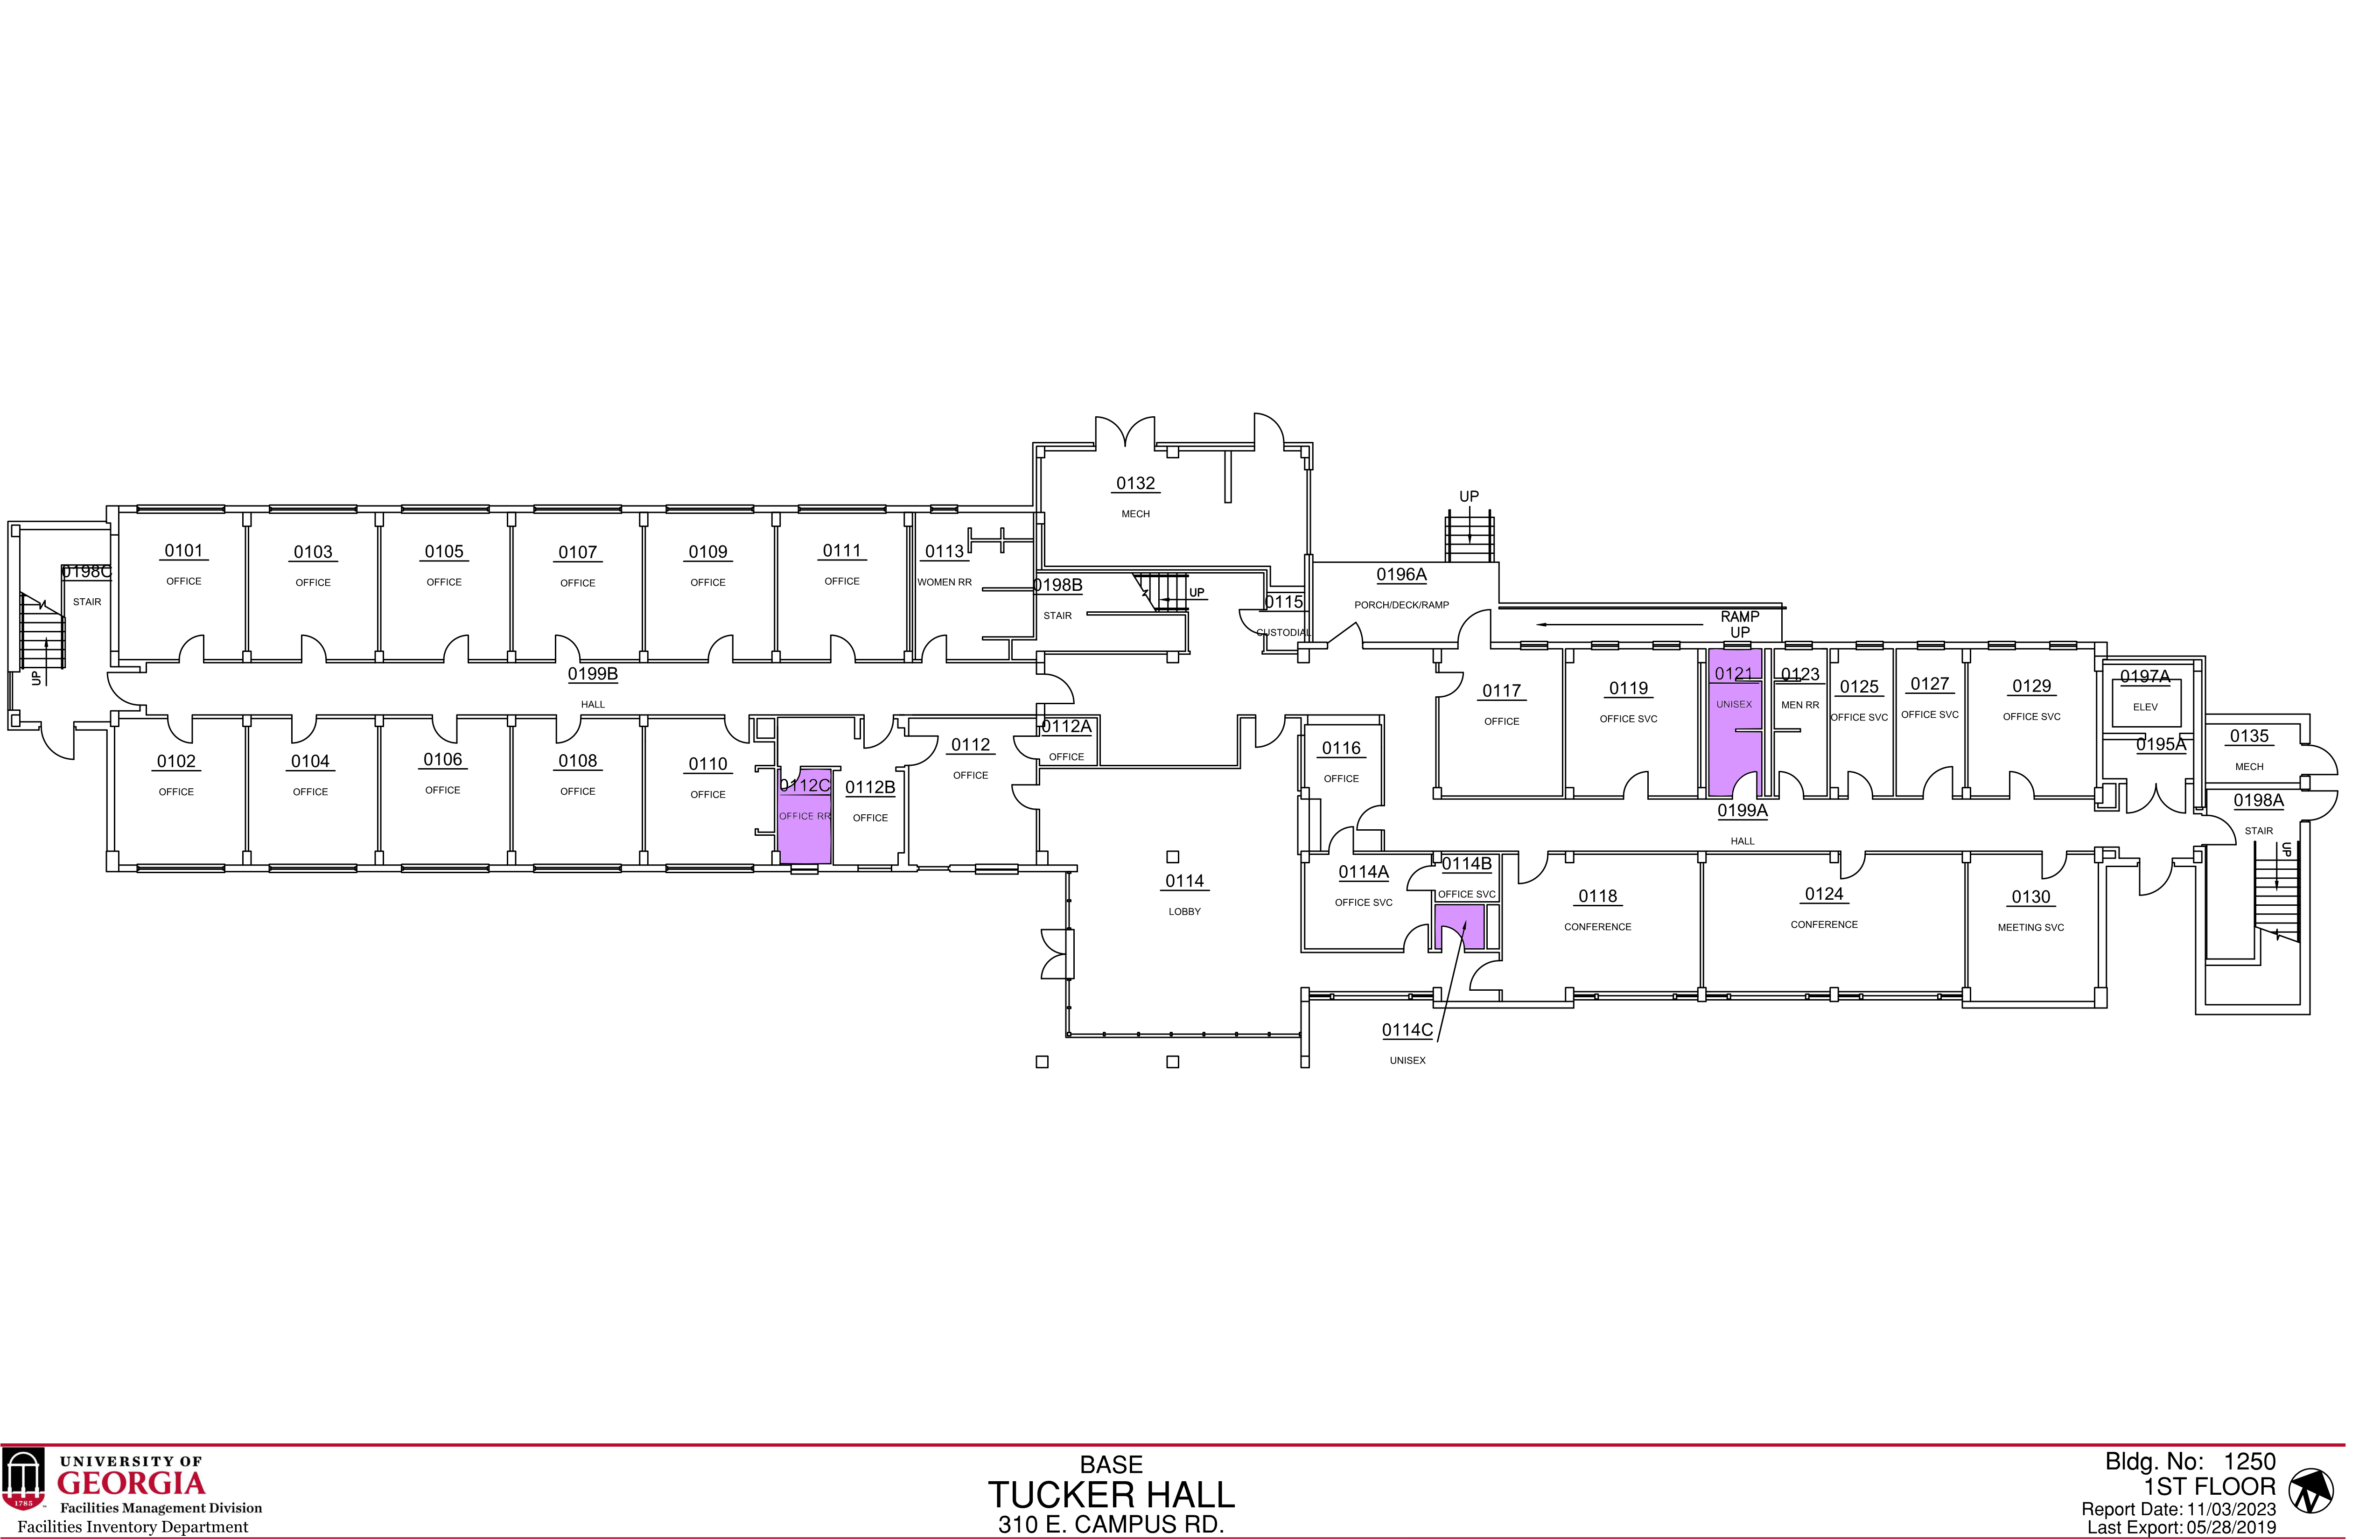 0132
MECH
UP
0101
OFFICE
0103
OFFICE
0105
OFFICE
0107
OFFICE
0109
OFFICE
0111
OFFICE
0113
WOMEN RR
0198C
STAIR
UP
0198B
STAIR
UP
0115
CUSTODIAL
0196A
PORCH/DECK/RAMP
RAMP
UP
0199B
HALL
0117
OFFICE
0119
OFFICE SVC
0121
UNISEX
0123
MEN RR
0125
OFFICE SVC
0127
OFFICE SVC
0129
OFFICE SVC
0197A
ELEV
0195A
0135
MECH
0102
OFFICE
0104
OFFICE
0106
OFFICE
0108
OFFICE
0110
OFFICE
0112C
OFFICE RR
0112B
OFFICE
0112
OFFICE
0112A
OFFICE
0116
OFFICE
0199A
HALL
0198A
STAIR
UP
0114
LOBBY
0114A
OFFICE SVC
0114B
OFFICE SVC
0118
CONFERENCE
0124
CONFERENCE
0130
MEETING SVC
0114C
UNISEX
1785
UNIVERSITY OF
GEORGIA
Facilities Management Division
Facilities Inventory Department
BASE
TUCKER HALL
310 E. CAMPUS RD.
Bldg. No: 1250
1ST FLOOR
Report Date: 11/03/2023
Last Export: 05/28/2019
N